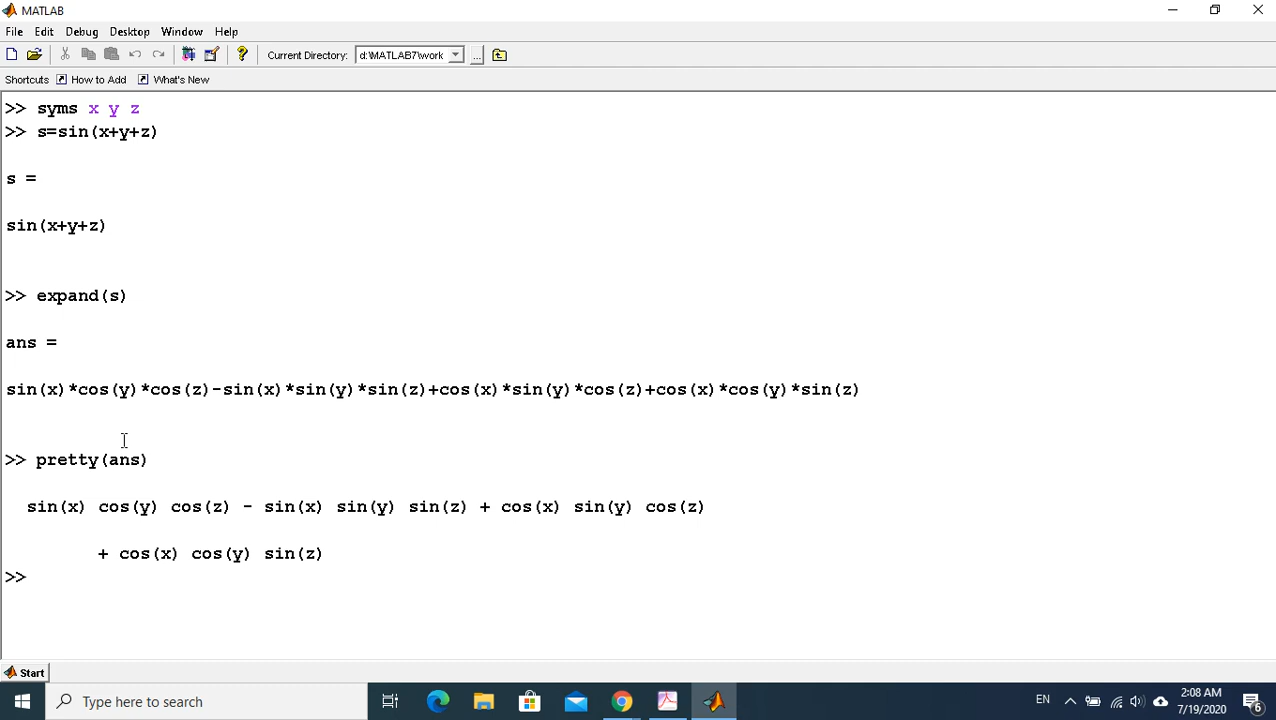 MATLAB
File Edit Debug Desktop Window Help
Current Directory: d:\MATLAB7\work ...
Shortcuts How to Add What's New
>> syms x y z
>> s=sin(x+y+z)
s =
sin(x+y+z)
>> expand(s)
ans =
sin(x)*cos(y)*cos(z)-sin(x)*sin(y)*sin(z)+cos(x)*sin(y)*cos(z)+cos(x)*cos(y)*sin(z)
>> pretty(ans)
sin(x) cos(y) cos(z) - sin(x) sin(y) sin(z) + cos(x) sin(y) cos(z)
+ cos(x) cos(y) sin(z)
>>
Start
Type here to search
EN
2:08 AM
7/19/2020
6